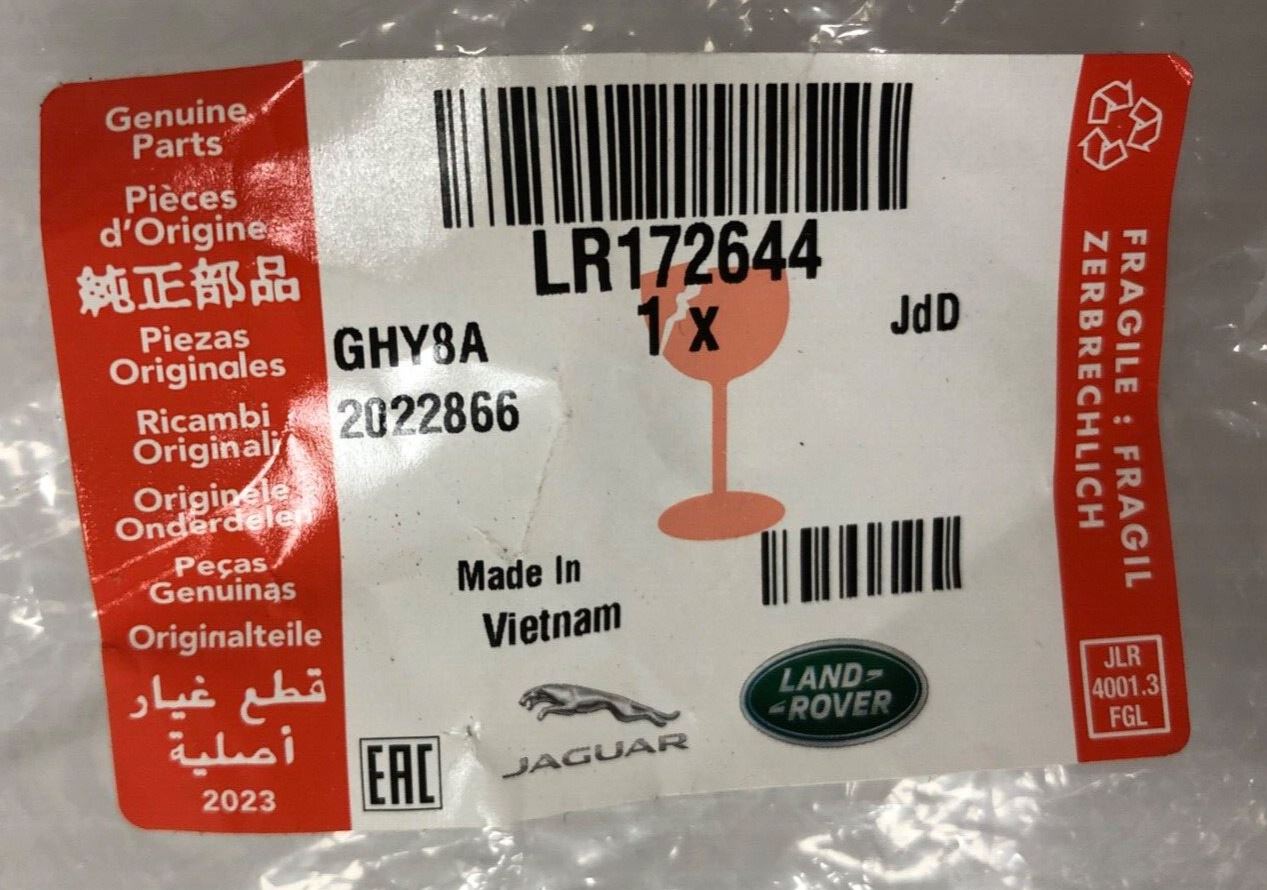 Genuine
Parts
Pièces
d'Origine
純正部品
Piezas
Originales
Ricambi
Originali
Originele
Onderdelen
Peças
Genuinas
Originalteile
قطع غيار
أصلية
2023
LR172644
1 x
JdD
GHY8A
2022866
Made In
Vietnam
EAC
JAGUAR
LAND-
-ROVER
FRAGILE : FRAGIL
ZERBRECHLICH
JLR
4001.3
FGL